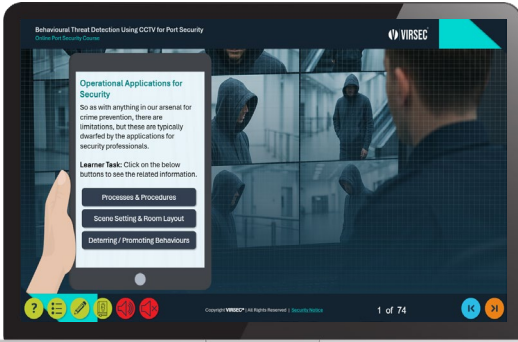 Behavioural Threat Detection Using CCTV for Port Security
Online Port Security Course
VIRSEC
Operational Applications for
Security
So as with anything in our arsenal for
crime prevention, there are
limitations, but these are typically
dwarfed by the applications for
security professionals.
Learner Task: Click on the below
buttons to see the related information.
Processes & Procedures
Scene Setting & Room Layout
Deterring / Promoting Behaviours
?
Copyright VIRSEC® | All Rights Reserved | Security Notice
1 of 74